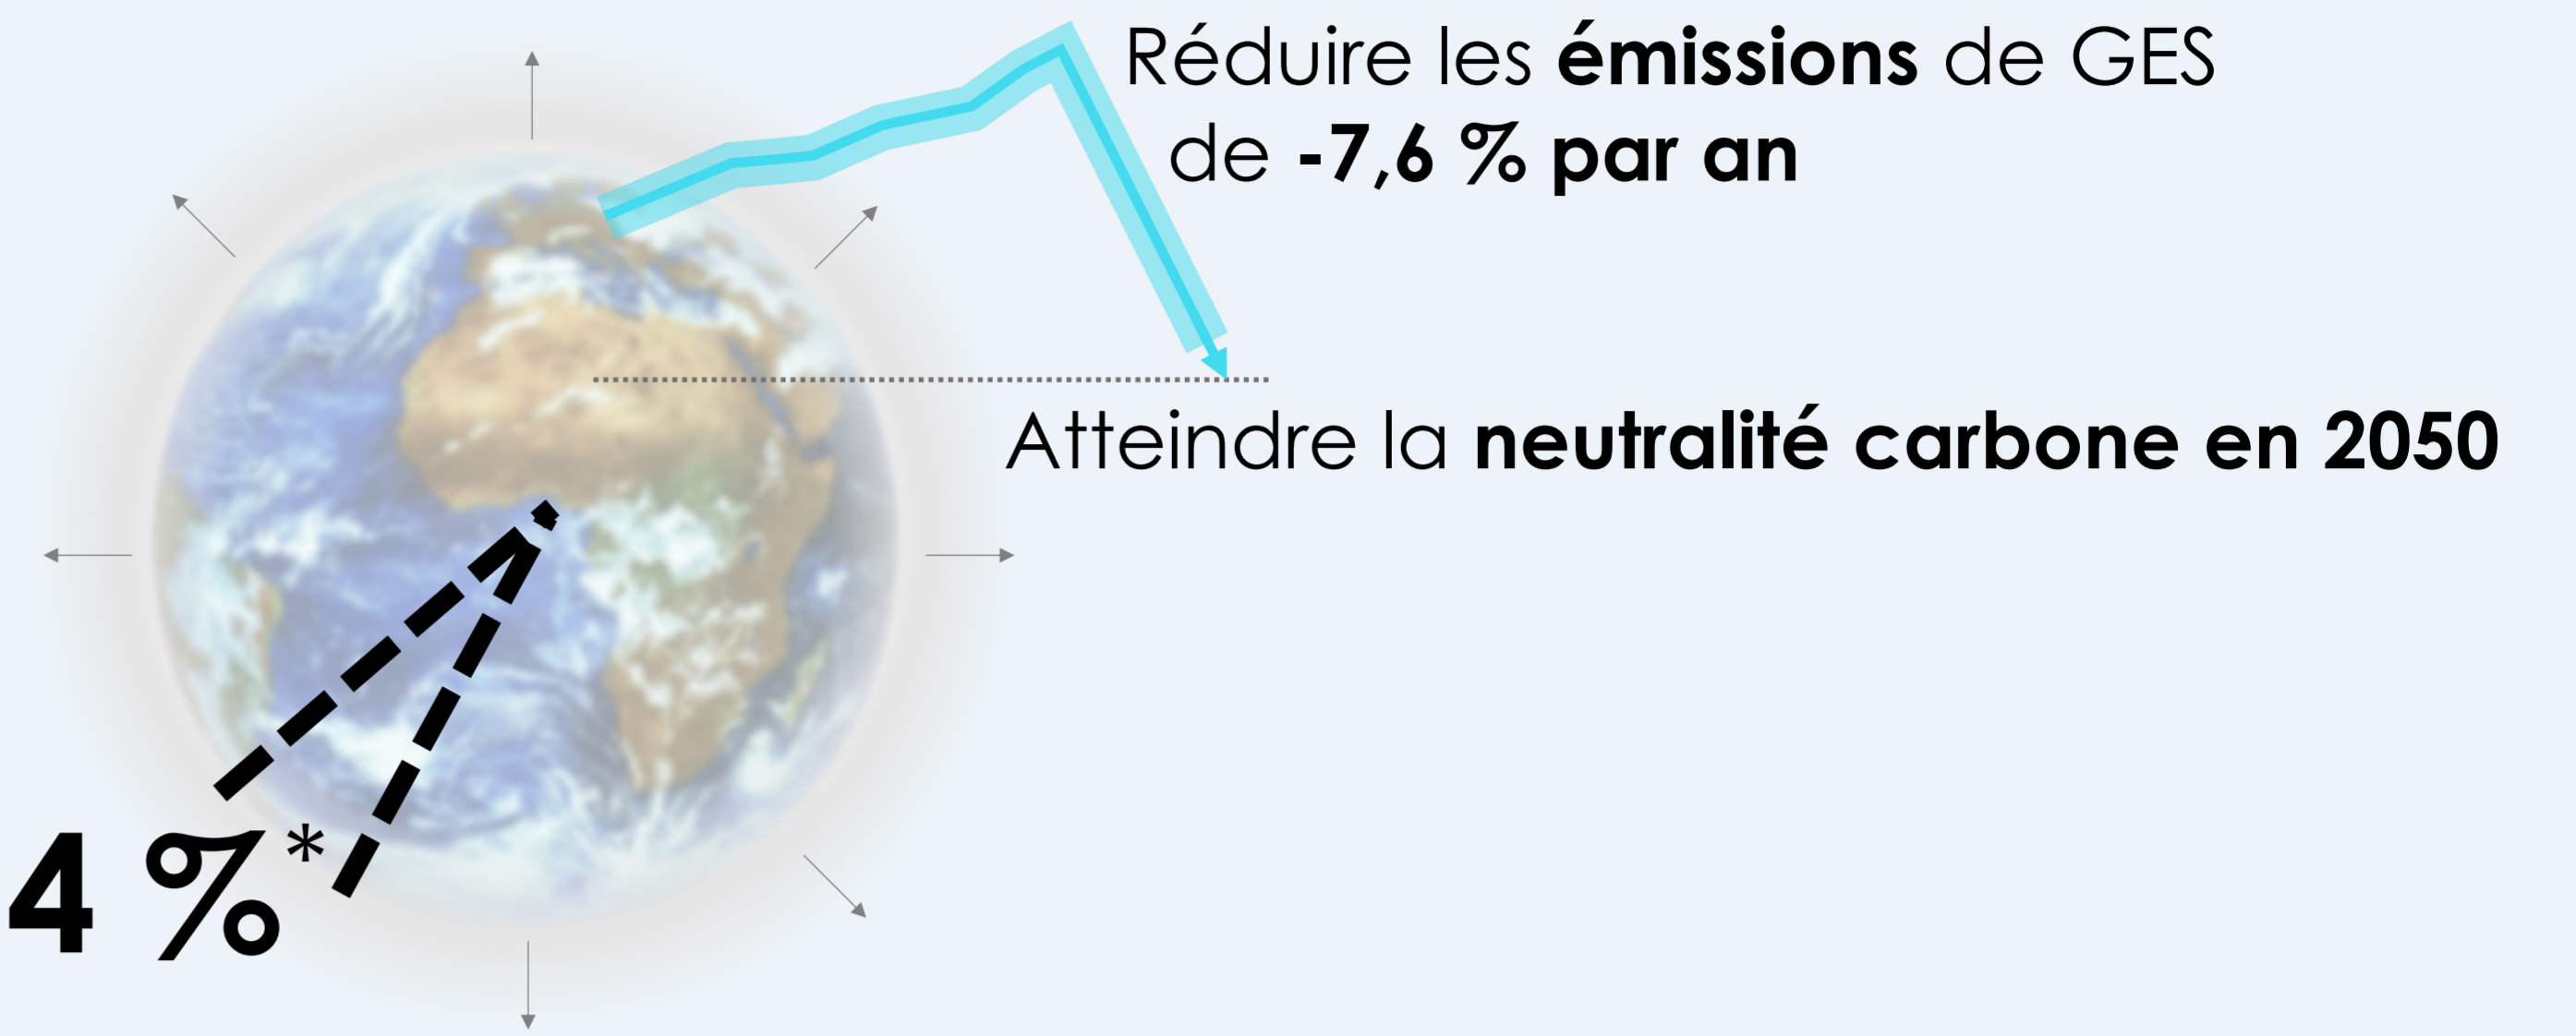 Réduire les émissions de GES
de -7,6 % par an
Atteindre la neutralité carbone en 2050
4 %*